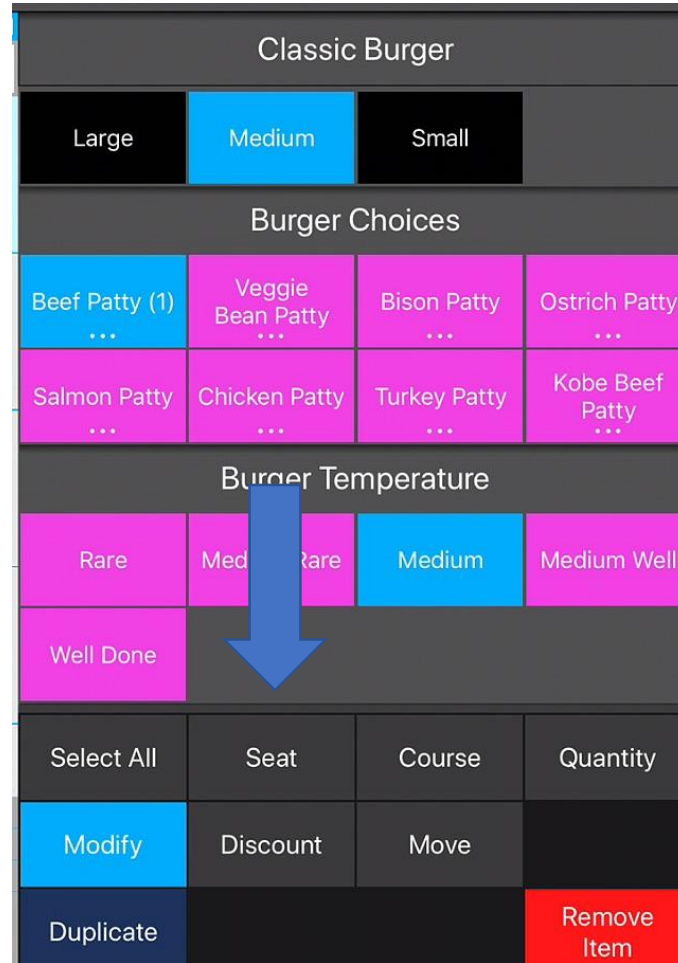 Classic Burger
Large Medium Small
Burger Choices
Beef Patty (1) Veggie Bean Patty Bison Patty Ostrich Patty
Salmon Patty Chicken Patty Turkey Patty Kobe Beef Patty
Burger Temperature
Rare Medium Rare Medium Medium Well
Well Done
Select All Seat Course Quantity
Modify Discount Move
Duplicate Remove Item